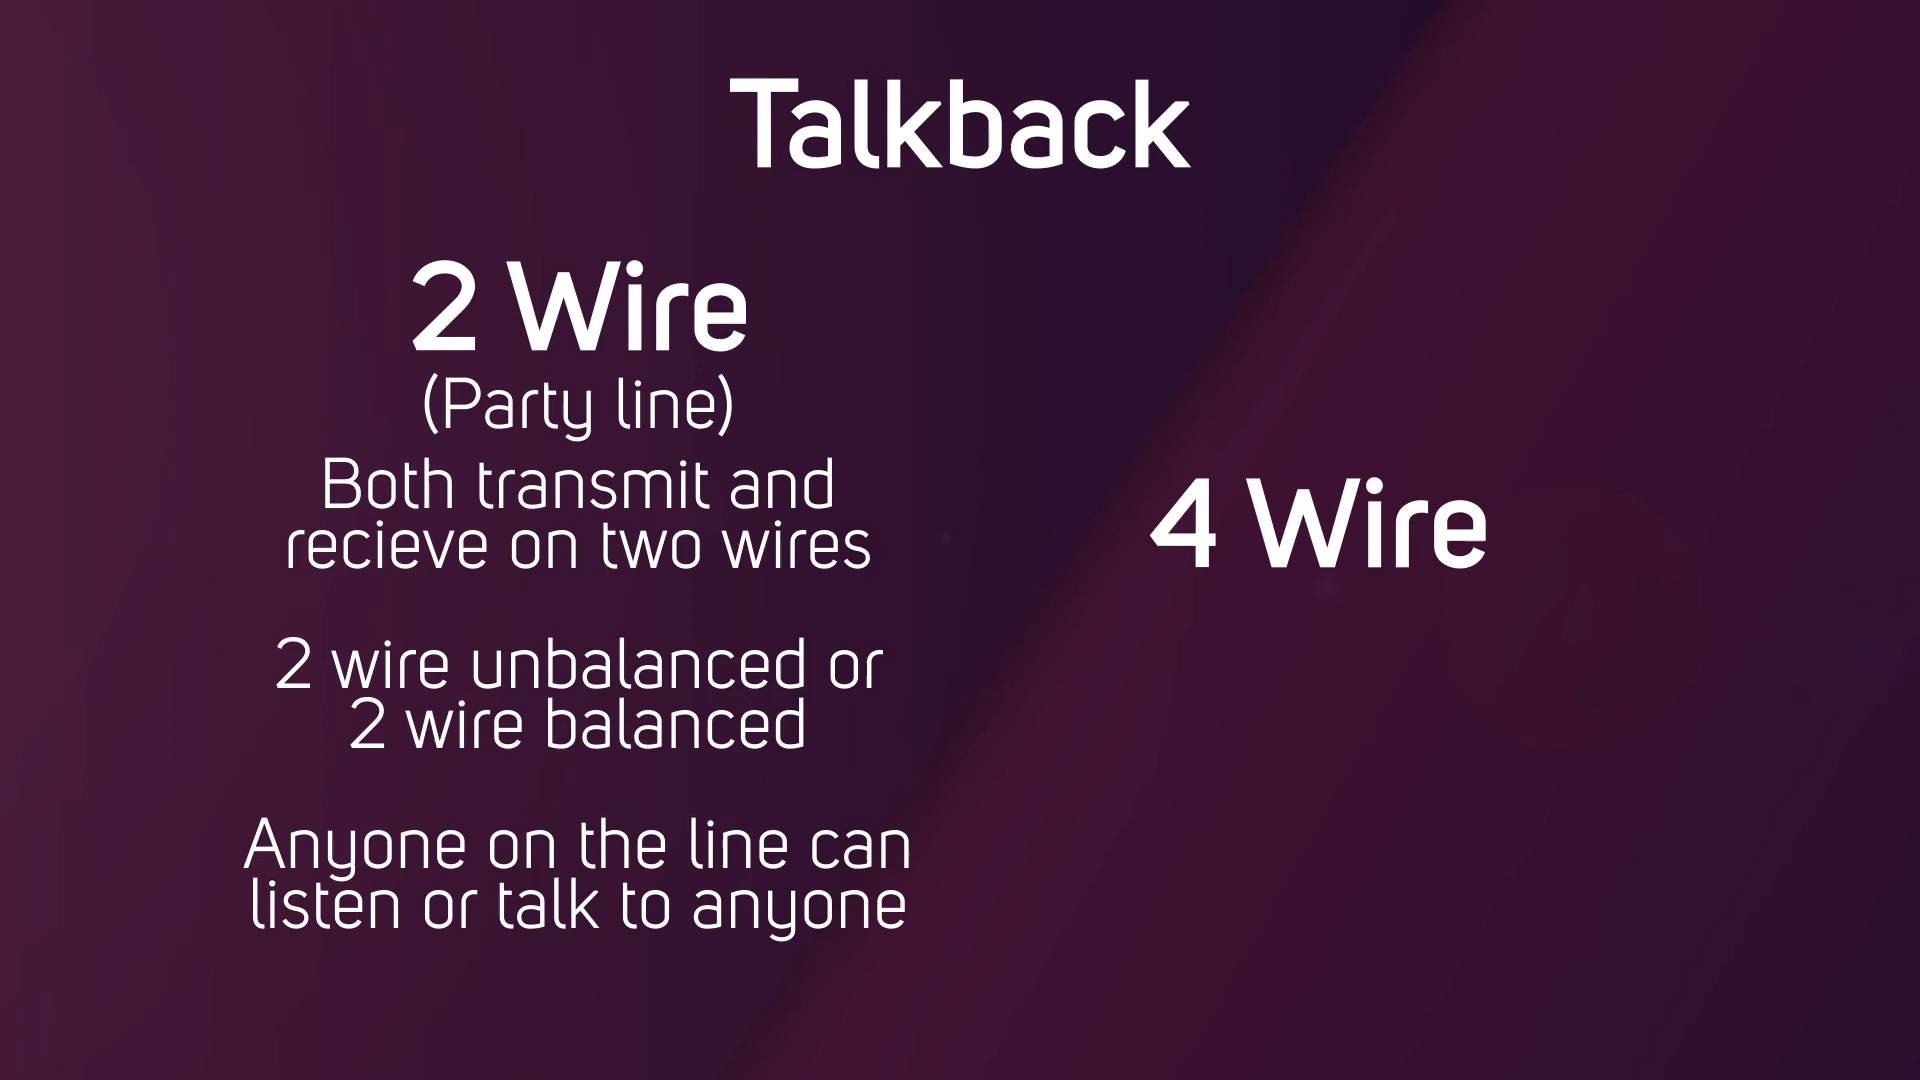 Talkback
2 Wire
(Party line)
Both transmit and
recieve on two wires
2 wire unbalanced or
2 wire balanced
Anyone on the line can
listen or talk to anyone
4 Wire